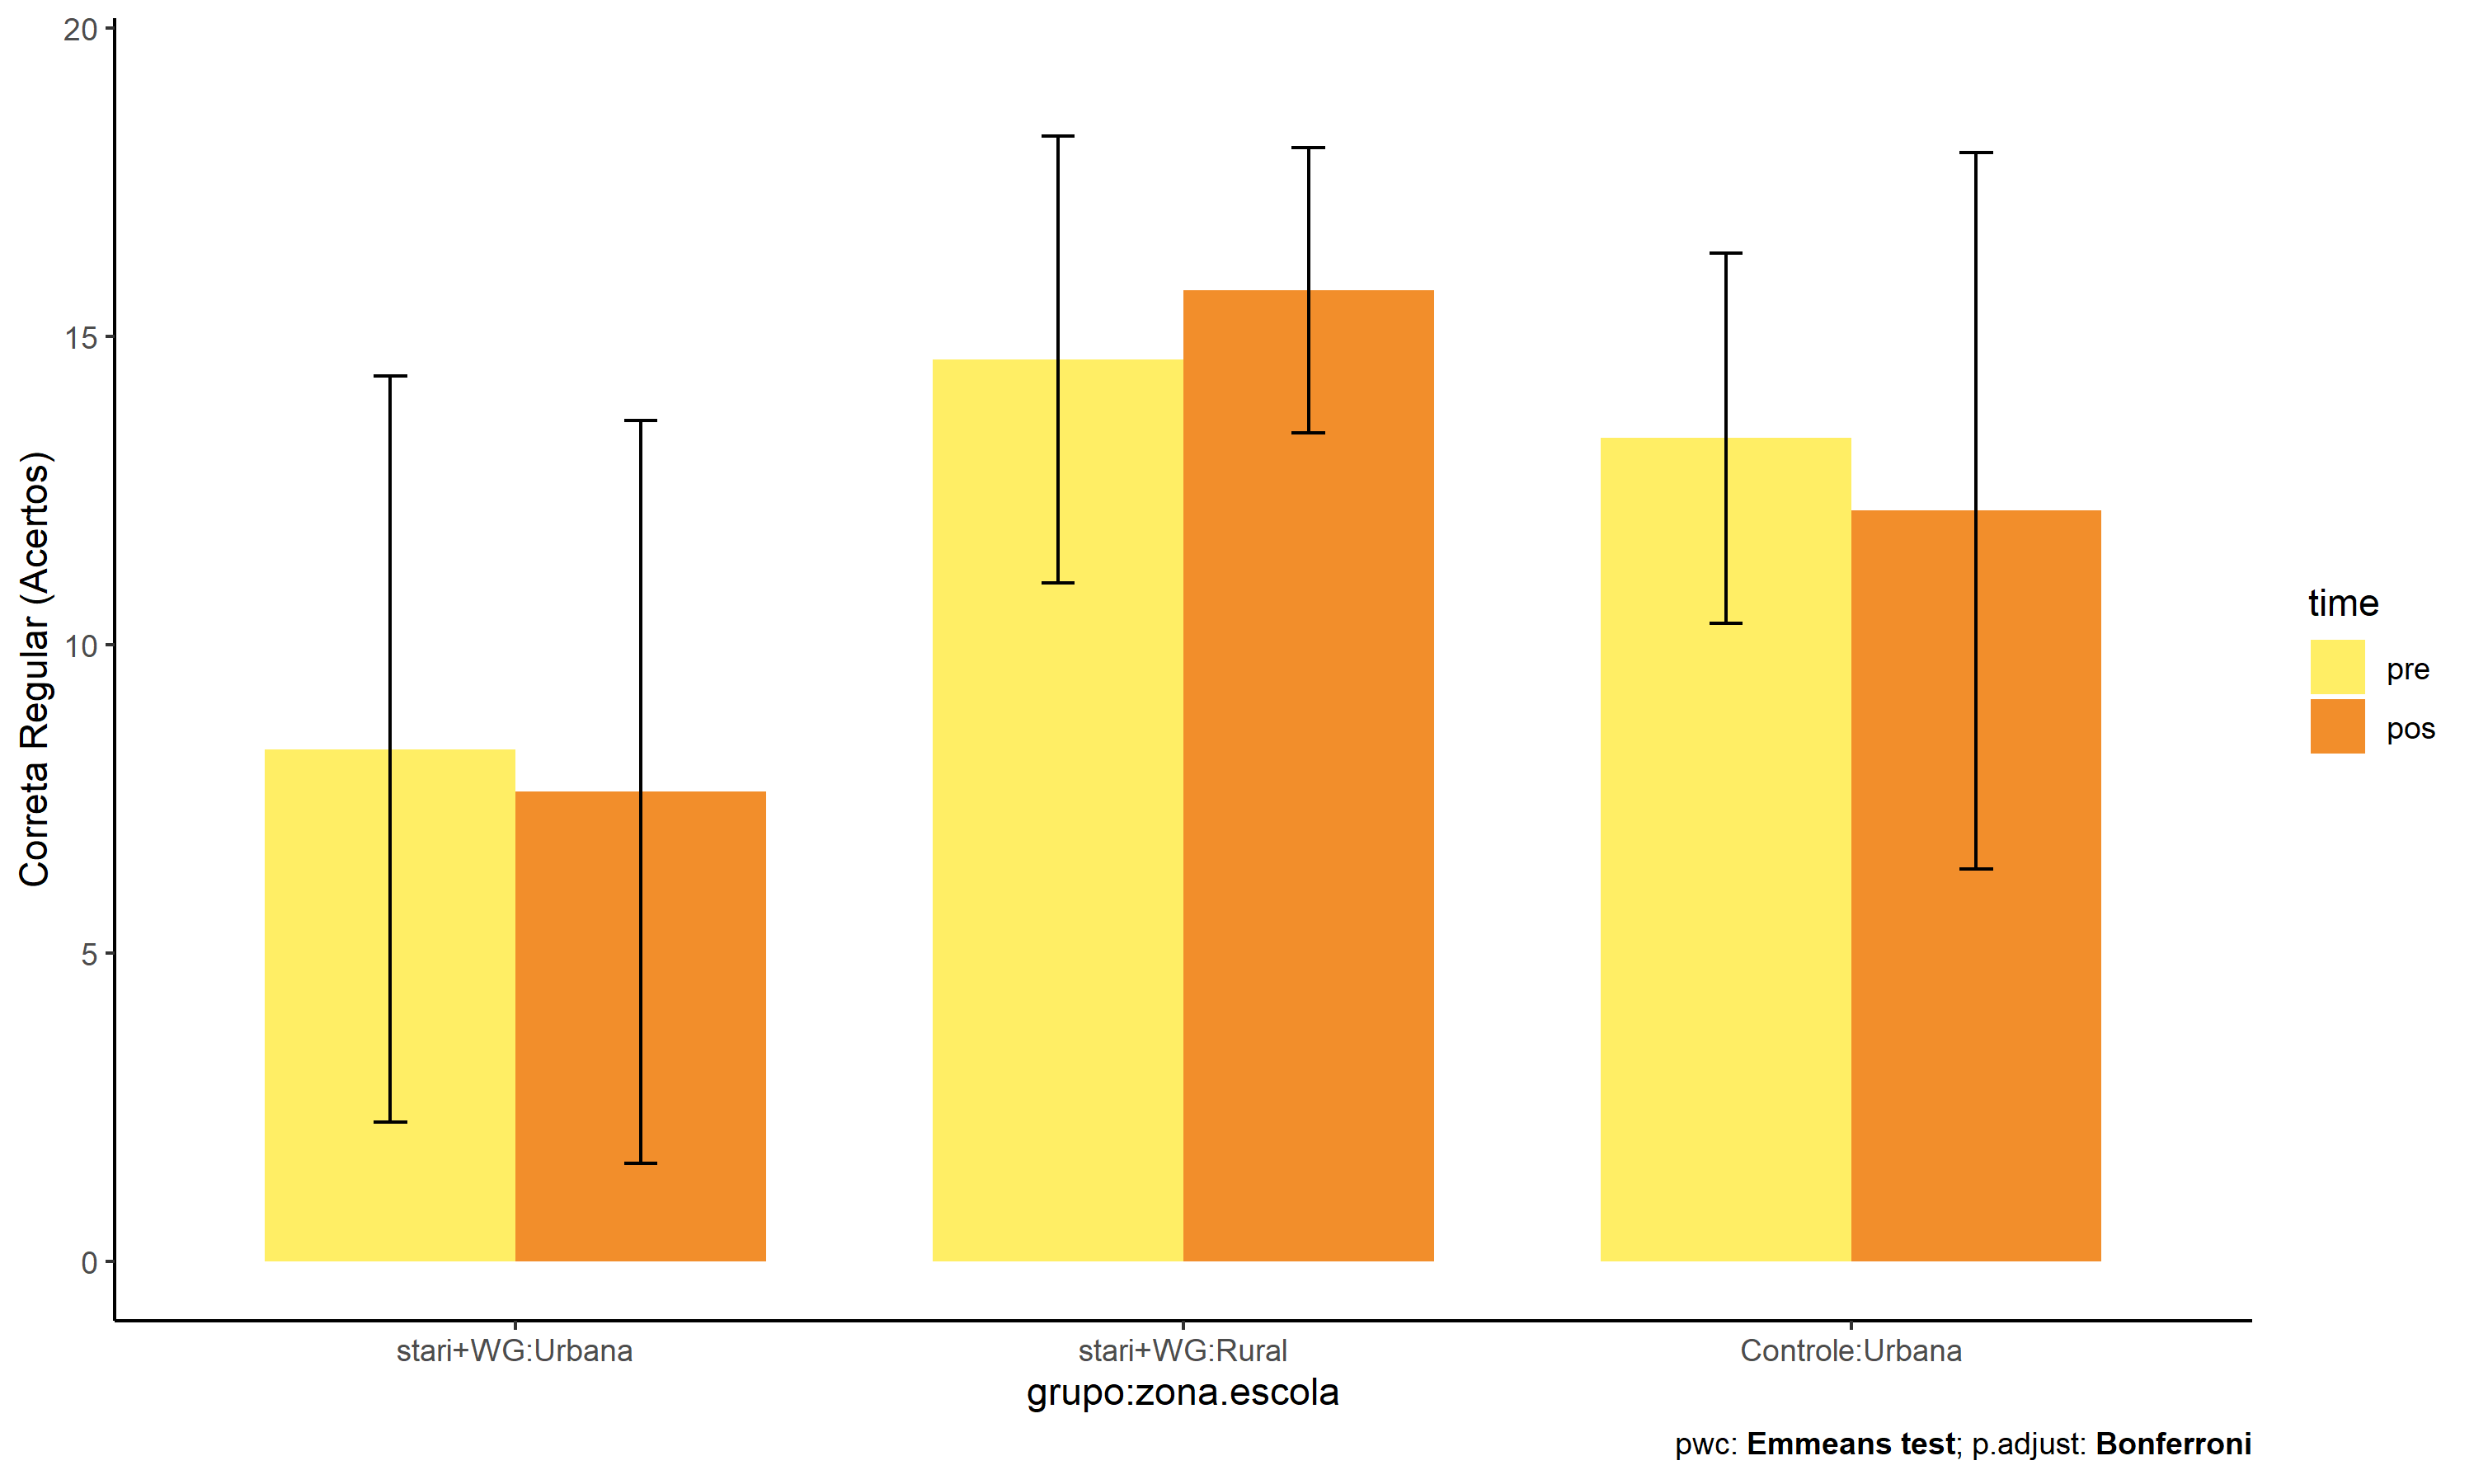 Correta Regular (Acertos)
20
15
10
5
0
stari+WG:Urbana
stari+WG:Rural
Controle:Urbana
grupo:zona.escola
time
pre
pos
pwc: Emmeans test; p.adjust: Bonferroni